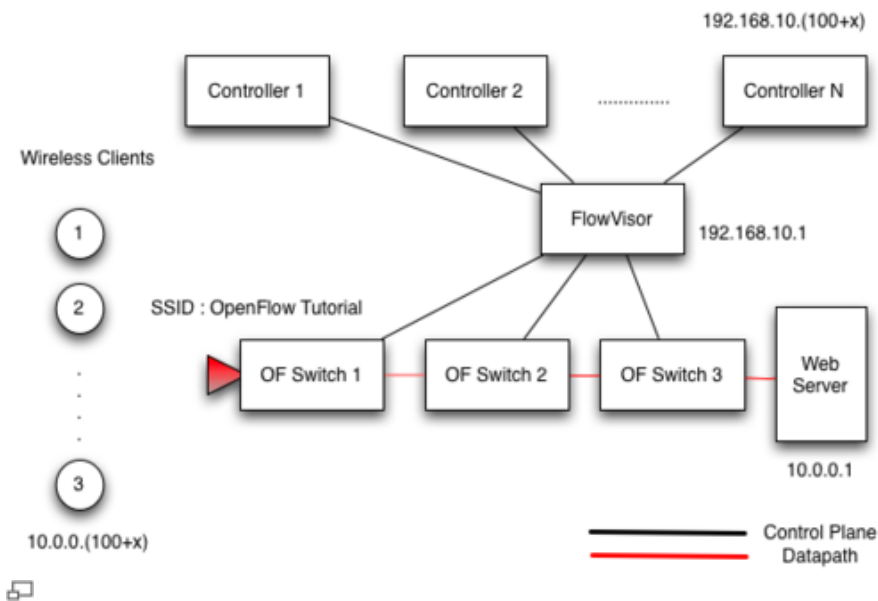 192.168.10.(100+x)
Controller 1
Controller 2
..............
Controller N
Wireless Clients
FlowVisor
192.168.10.1
1
2
SSID : OpenFlow Tutorial
OF Switch 1
OF Switch 2
OF Switch 3
Web
Server
3
10.0.0.1
10.0.0.(100+x)
Control Plane
Datapath